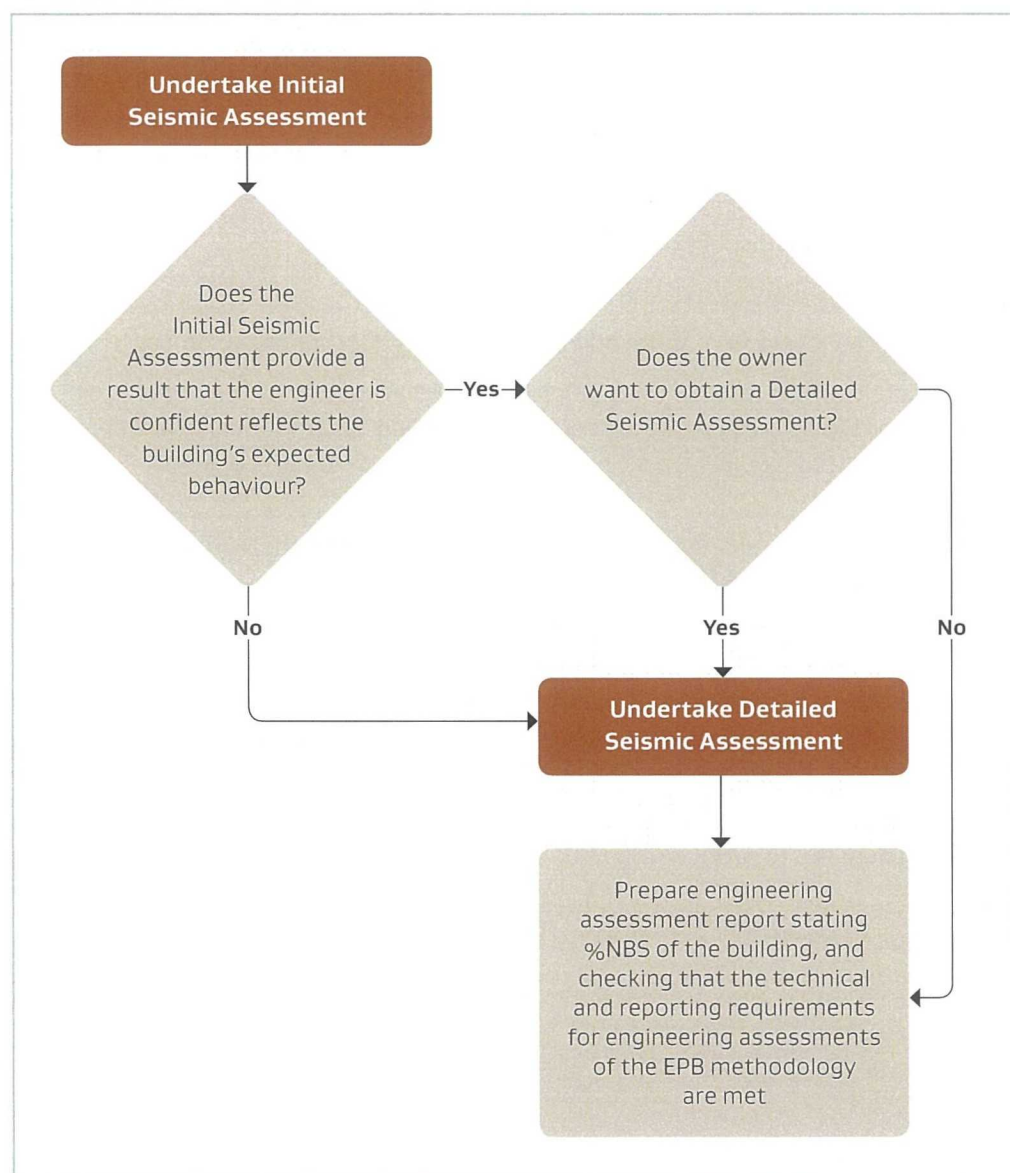 Undertake Initial
Seismic Assessment
Does the
Initial Seismic
Assessment provide a
result that the engineer is
confident reflects the
building's expected
behaviour?
Yes
Does the owner
want to obtain a Detailed
Seismic Assessment?
No
Yes
No
Undertake Detailed
Seismic Assessment
Prepare engineering
assessment report stating
%NBS of the building, and
checking that the technical
and reporting requirements
for engineering assessments
of the EPB methodology
are met